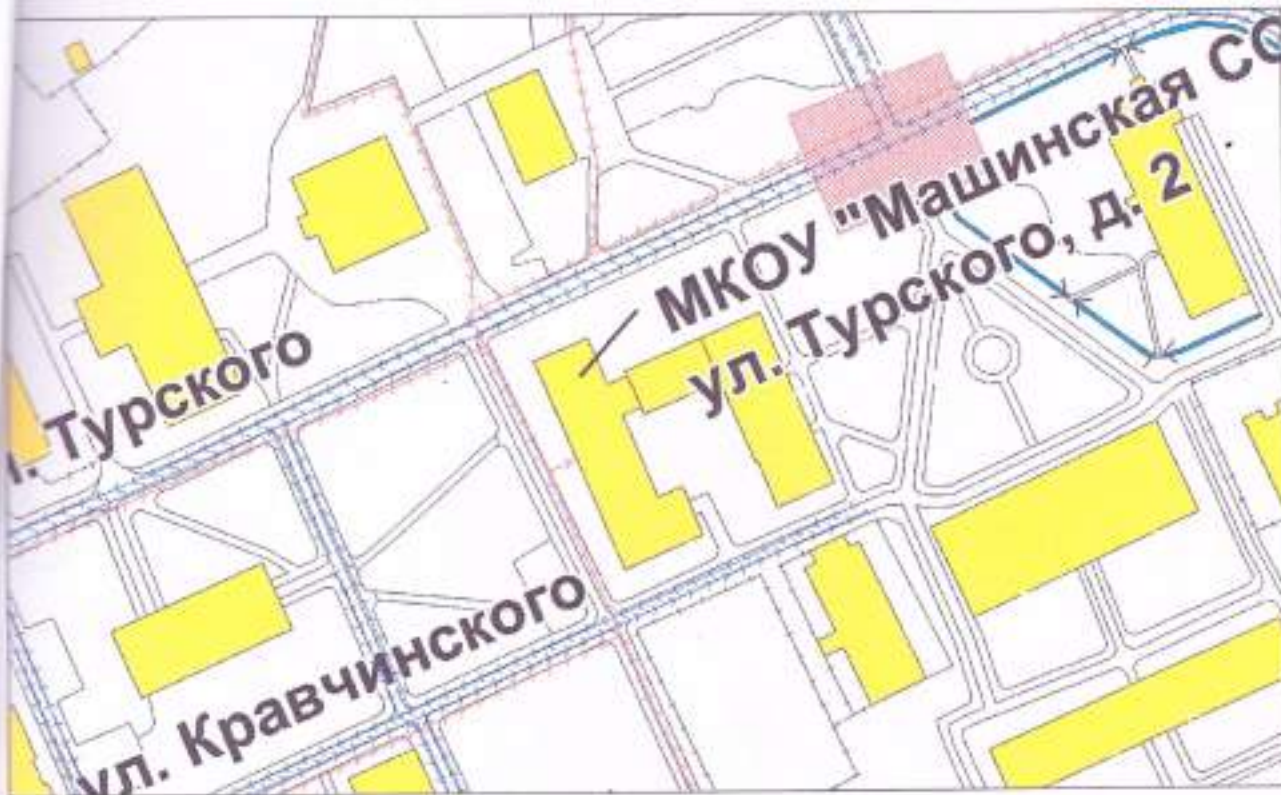 МКОУ "Машинская СО
ул. Турского, д. 2
л. Турского
ул. Кравчинского